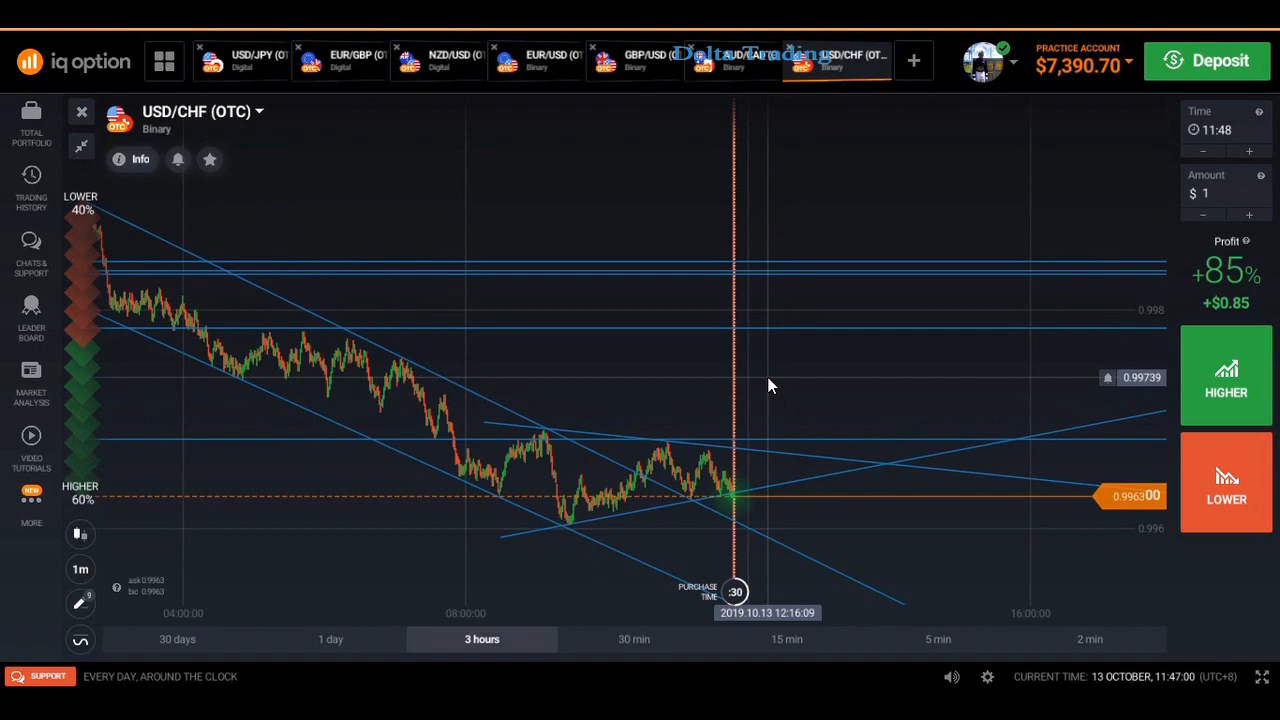 iq option
USD/JPY (OT
Digital
EUR/GBP (OT
Digital
NZD/USD (O
Digital
EUR/USD (O
Binary
GBP/USD (O
Binary
Delta Trading
AUD/CAD (
Binary
USD/CHF (OT...
Binary
PRACTICE ACCOUNT
$7,390.70
Deposit
USD/CHF (OTC)
OTC
Binary
Info
TOTAL
PORTFOLIO
TRADING
HISTORY
CHATS &
SUPPORT
LEADER
BOARD
MARKET
ANALYSIS
VIDEO
TUTORIALS
NEW
MORE
LOWER
40%
HIGHER
60%
1m
9
ask 0.9963
bid 0.9963
0.998
0.99739
0.996300
0.996
PURCHASE
TIME
:30
2019.10.13 12:16:09
04:00:00
08:00:00
16:00:00
30 days
1 day
3 hours
30 min
15 min
5 min
2 min
Time
11:48
Amount
$ 1
Profit
+85%
+$0.85
HIGHER
LOWER
SUPPORT
EVERY DAY, AROUND THE CLOCK
CURRENT TIME: 13 OCTOBER, 11:47:00 (UTC+8)